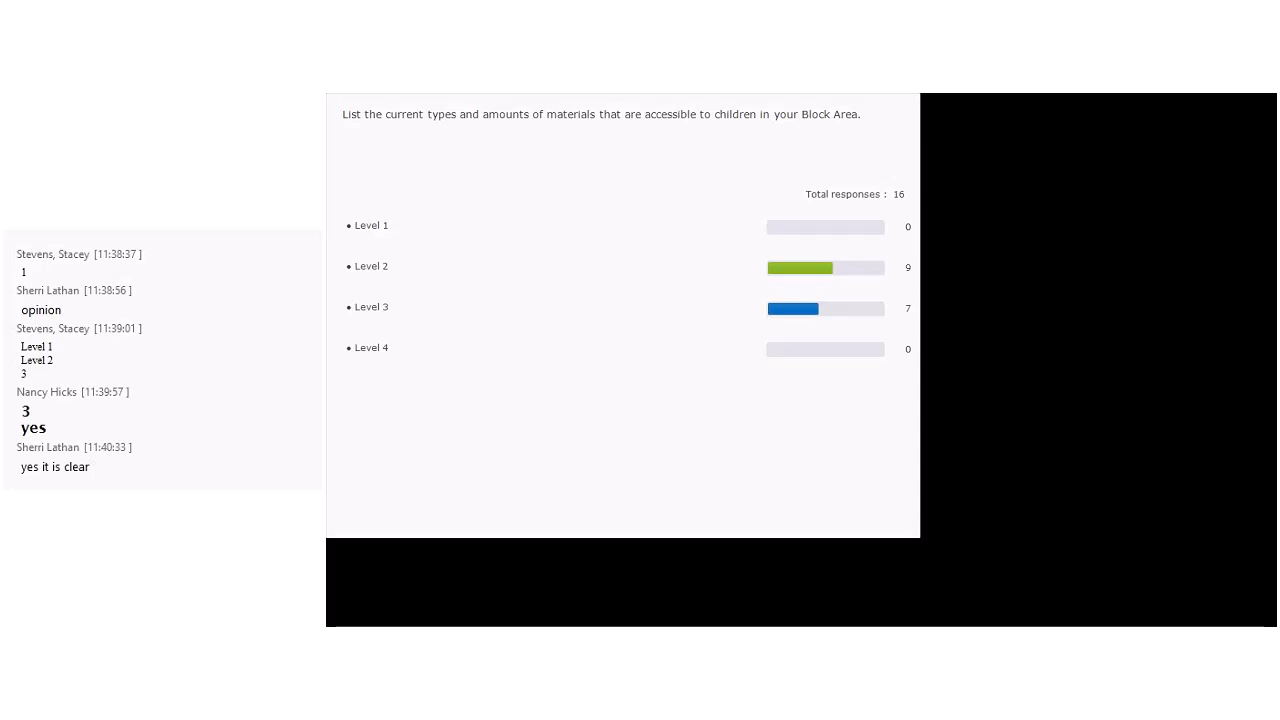 List the current types and amounts of materials that are accessible to children in your Block Area.
Total responses : 16
• Level 1 0
• Level 2 9
• Level 3 7
• Level 4 0
Stevens, Stacey [11:38:37 ]
1
Sherri Lathan [11:38:56 ]
opinion
Stevens, Stacey [11:39:01 ]
Level 1
Level 2
3
Nancy Hicks [11:39:57 ]
3
yes
Sherri Lathan [11:40:33 ]
yes it is clear